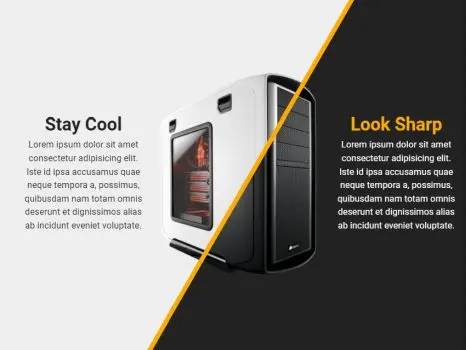 Stay Cool
Lorem ipsum dolor sit amet
consectetur adipisicing elit.
Iste id ipsa accusamus quae
neque tempora a, possimus,
quibusdam nam totam omnis
deserunt et dignissimos alias
ab incidunt eveniet voluptate.
Look Sharp
Lorem ipsum dolor sit amet
consectetur adipisicing elit.
Iste id ipsa accusamus quae
neque tempora a, possimus,
quibusdam nam totam omnis
deserunt et dignissimos alias
ab incidunt eveniet voluptate.